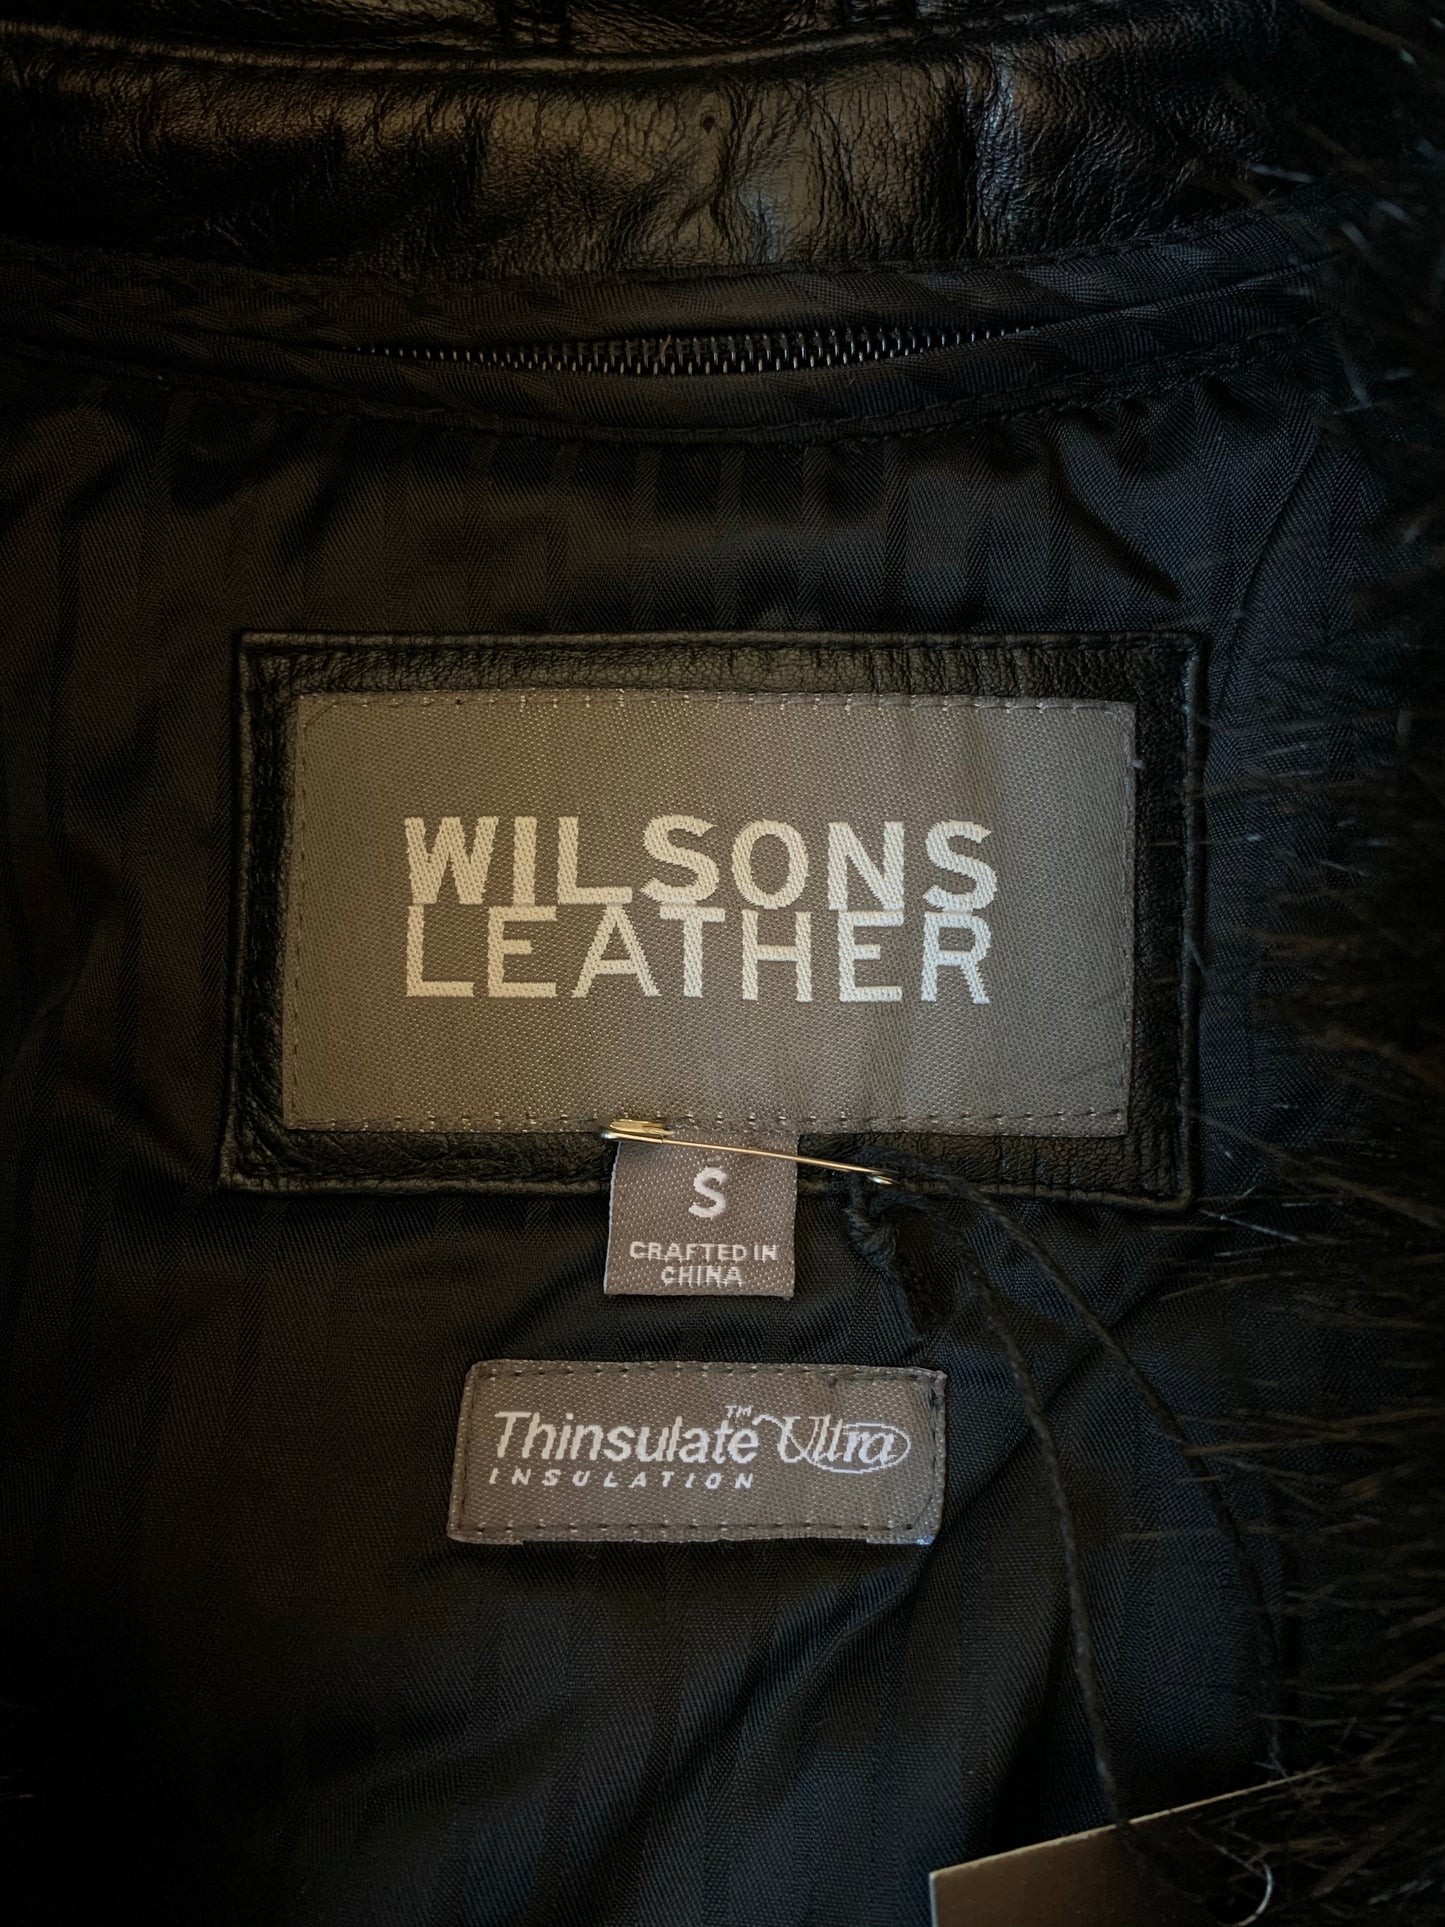 WILSONS
LEATHER
S
CRAFTED IN
CHINA
Thinsulate™ Ultra
INSULATION